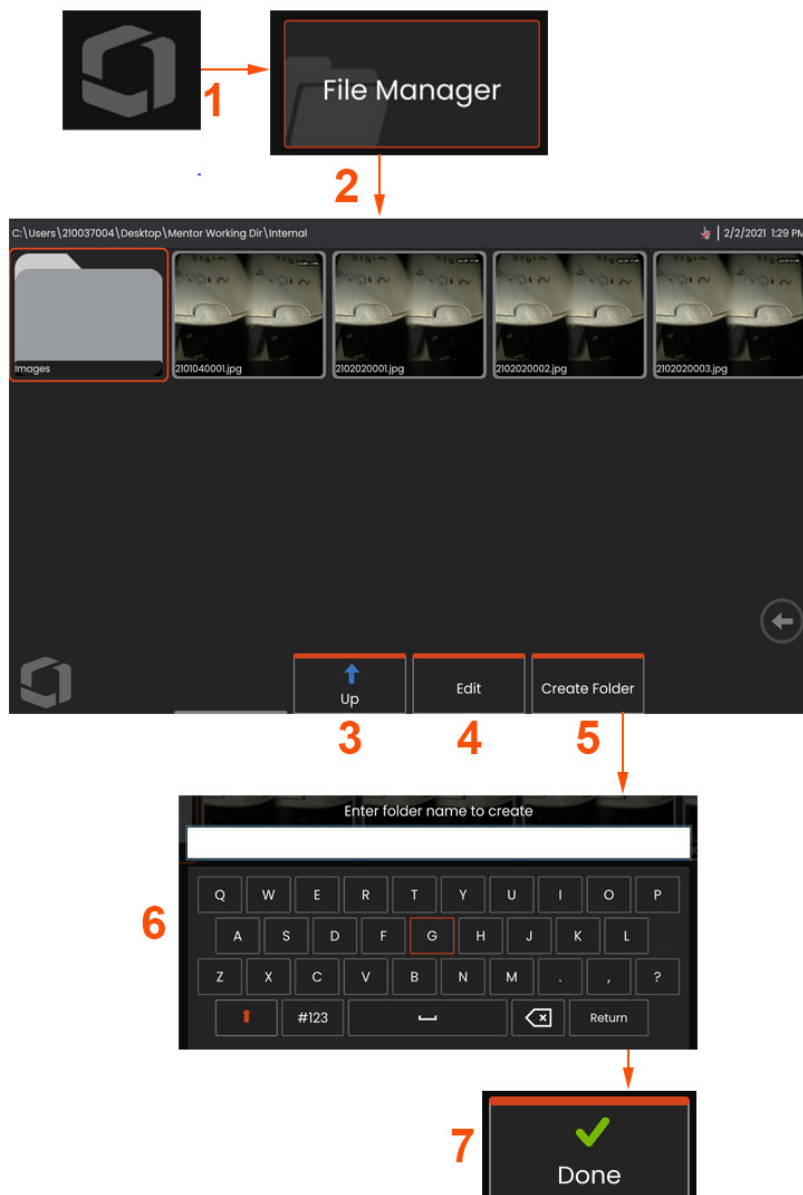 1
File Manager
2
C:\Users\210037004\Desktop\Mentor Working Dir\Internal
2/2/2021 1:29 PM
Images
2101040001.jpg
2102020001.jpg
2102020002.jpg
2102020003.jpg
Up
Edit
Create Folder
3
4
5
Enter folder name to create
6
Q W E R T Y U I O P
A S D F G H J K L
Z X C V B N M . , ?
#123
Return
7
Done